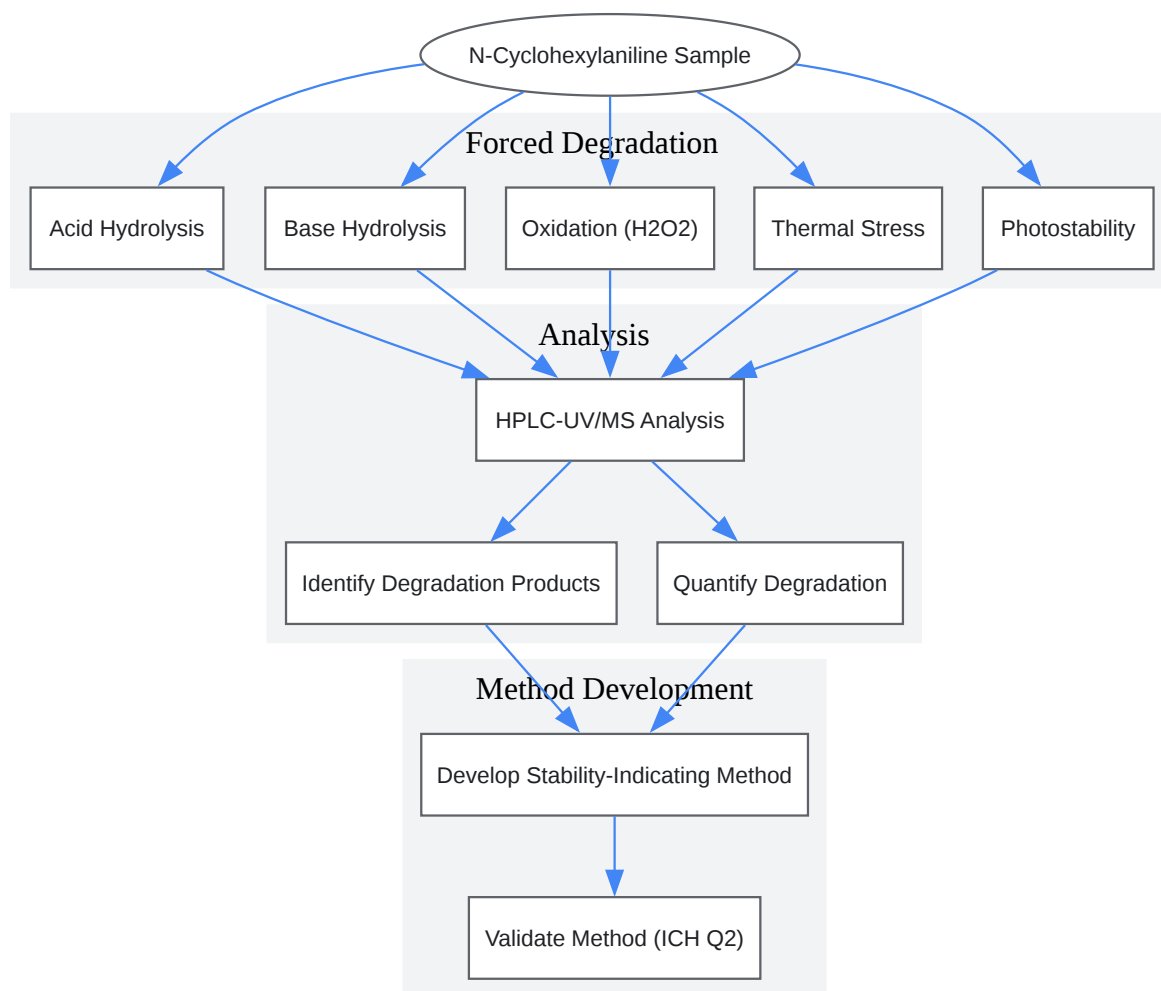 N-Cyclohexylaniline Sample
Forced Degradation
Acid Hydrolysis
Base Hydrolysis
Oxidation (H2O2)
Thermal Stress
Photostability
Analysis
HPLC-UV/MS Analysis
Identify Degradation Products
Quantify Degradation
Method Development
Develop Stability-Indicating Method
Validate Method (ICH Q2)